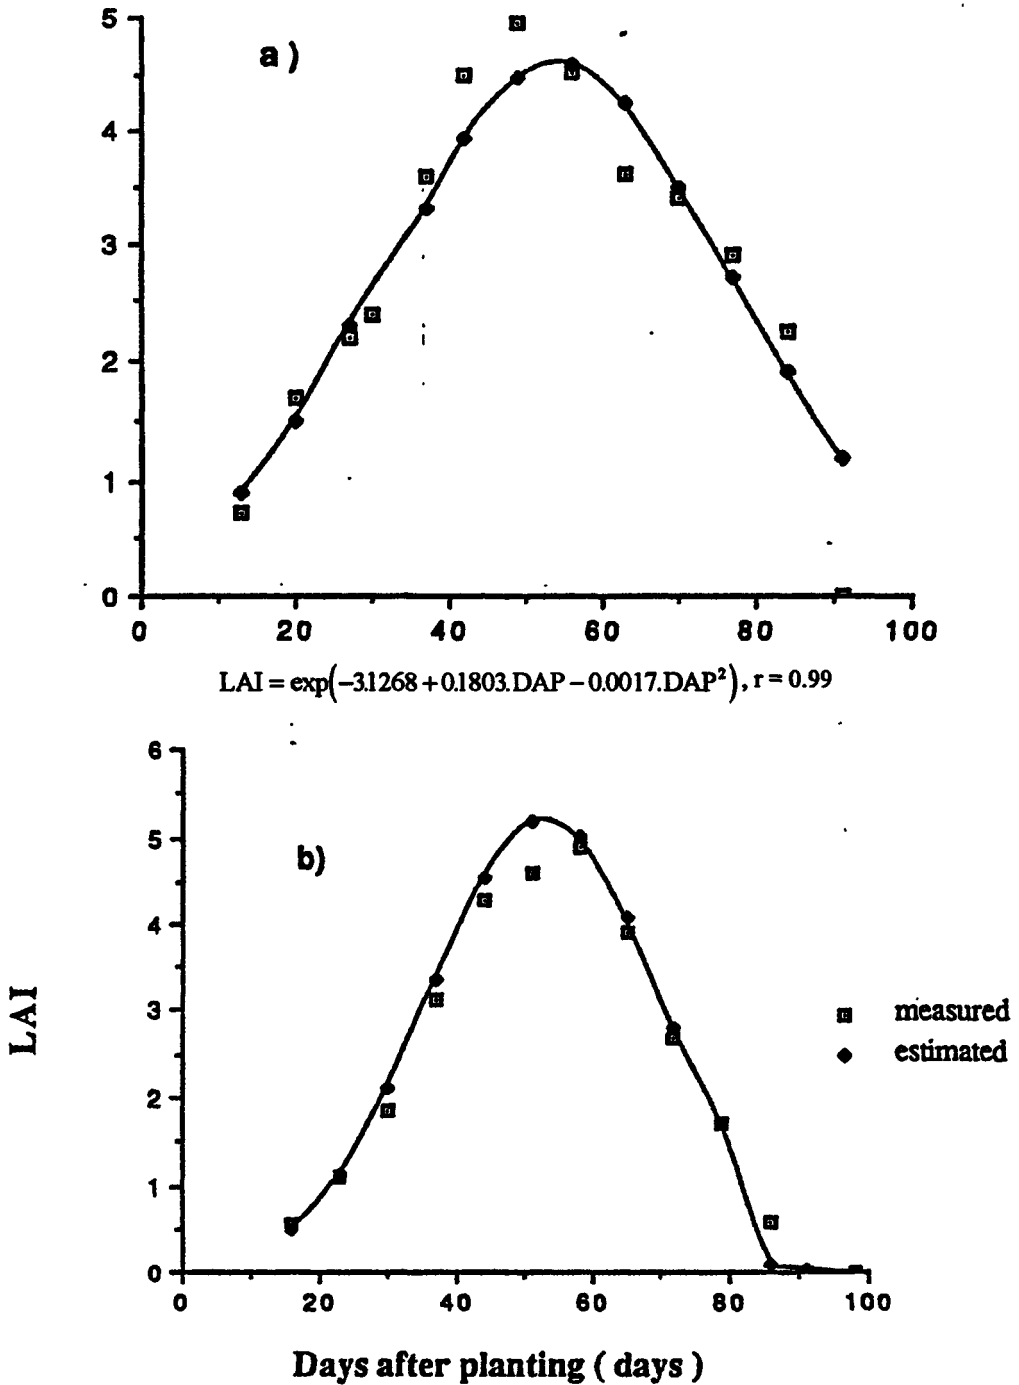 a)
5
4
3
2
1
0
0 20 40 60 80 100
LAI = exp(−3.1268 + 0.1803.DAP − 0.0017.DAP²), r = 0.99
b)
6
5
4
3
2
1
0
0 20 40 60 80 100
LAI
measured
estimated
Days after planting ( days )